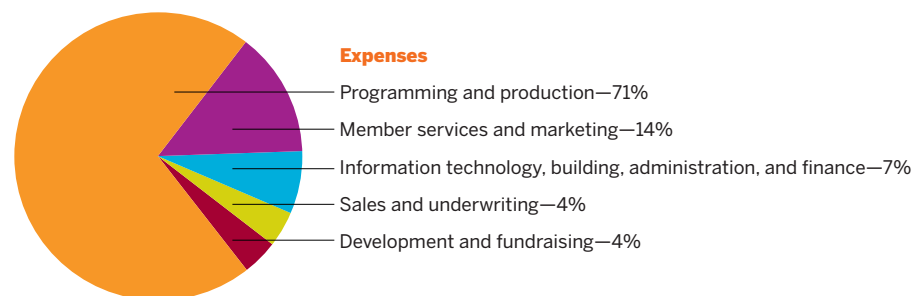 Expenses
Programming and production—71%
Member services and marketing—14%
Information technology, building, administration, and finance—7%
Sales and underwriting—4%
Development and fundraising—4%